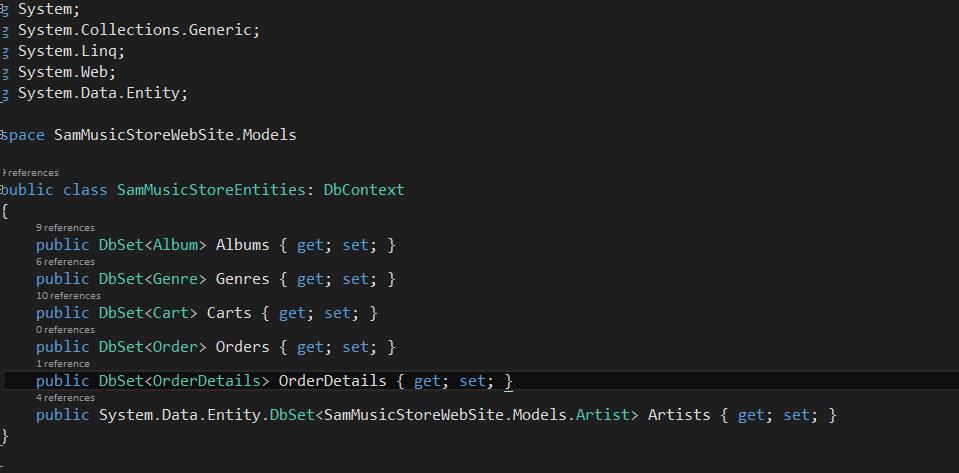 g System;
g System.Collections.Generic;
g System.Linq;
g System.Web;
g System.Data.Entity;
space SamMusicStoreWebSite.Models
9 references
public class SamMusicStoreEntities: DbContext
{
9 references
public DbSet<Album> Albums { get; set; }
6 references
public DbSet<Genre> Genres { get; set; }
10 references
public DbSet<Cart> Carts { get; set; }
0 references
public DbSet<Order> Orders { get; set; }
1 reference
public DbSet<OrderDetails> OrderDetails { get; set; }
4 references
public System.Data.Entity.DbSet<SamMusicStoreWebSite.Models.Artist> Artists { get; set; }
}